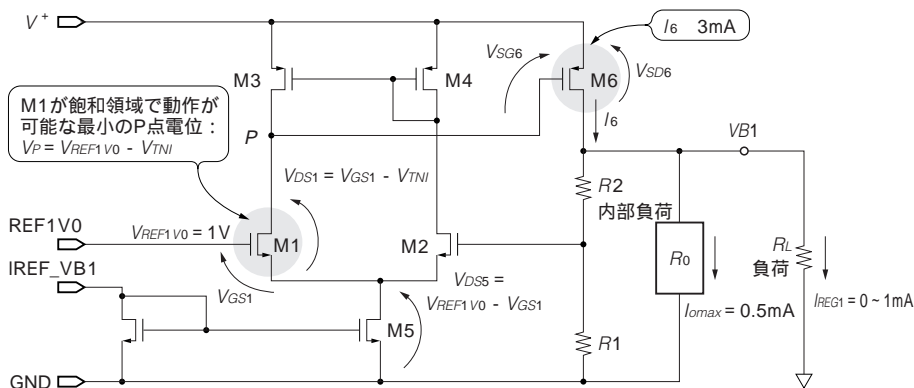 V+
I6 3mA
VSG6
VSD6
M3
M4
M6
M1が飽和領域で動作が
可能な最小のP点電位：
VP = VREF1V0 - VTNI
P
I6
VB1
VDS1 = VGS1 - VTNI
R2
内部負荷
REF1V0
VREF1V0 = 1V
M1
M2
R0
RL
負荷
IREF_VB1
VGS1
VDS5 =
VREF1V0 - VGS1
Iomax = 0.5mA
IREG1 = 0 ~ 1mA
M5
R1
GND